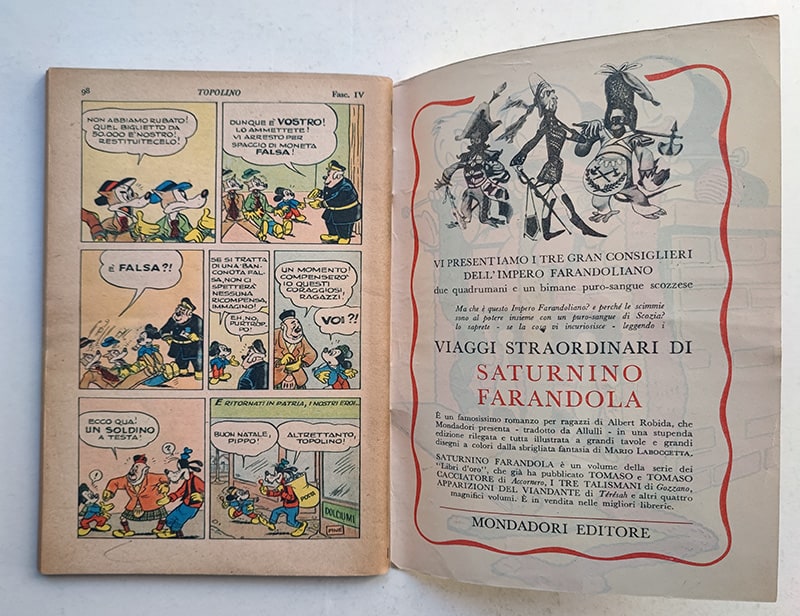 98
TOPOLINO
Fasc. IV
NON ABBIAMO RUBATO!
QUEL BIGLIETTO DA
50.000 È NOSTRO!
RESTITUITECELO!
DUNQUE È VOSTRO!
LO AMMETTETE!
VI ARRESTO PER
SPACCIO DI MONETA
FALSA!
È FALSA?!
SE SI TRATTA
DI UNA BAN-
CONOTA FAL-
SA, NON CI
SPETTERÀ
NESSUNA
RICOMPENSA,
IMMAGINO!
EH, NO,
PURTROP-
PO!
UN MOMENTO!
COMPENSERÒ
IO QUESTI
CORAGGIOSI
RAGAZZI!
VOI?!
ECCO QUA!
UN SOLDINO
A TESTA!
!
?
E RITORNATI IN PATRIA, I NOSTRI EROI...
BUON NATALE,
PIPPO!
ALTRETTANTO,
TOPOLINO!
DOLCIUMI
FINE
VI PRESENTIAMO I TRE GRAN CONSIGLIERI
DELL'IMPERO FARANDOLIANO
due quadrumani e un bimane puro-sangue scozzese
Ma che è questo Impero Farandoliano? e perché le scimmie
sono al potere insieme con un puro-sangue di Scozia?
lo saprete - se la cosa vi incuriosisce - leggendo i
VIAGGI STRAORDINARI DI
SATURNINO
FARANDOLA
È un famosissimo romanzo per ragazzi di Albert Robida, che
Mondadori presenta - tradotto da Allulli - in una stupenda
edizione rilegata e tutta illustrata a grandi tavole e grandi
disegni a colori dalla sbrigliata fantasia di MARIO LABOCCETTA.
SATURNINO FARANDOLA è un volume della serie dei
"Libri d'oro", che già ha pubblicato TOMASO e TOMASO
CACCIATORE di Accornero, I TRE TALISMANI di Gozzano,
APPARIZIONI DEL VIANDANTE di Térésah e altri quattro
magnifici volumi. È in vendita nelle migliori librerie.
MONDADORI EDITORE